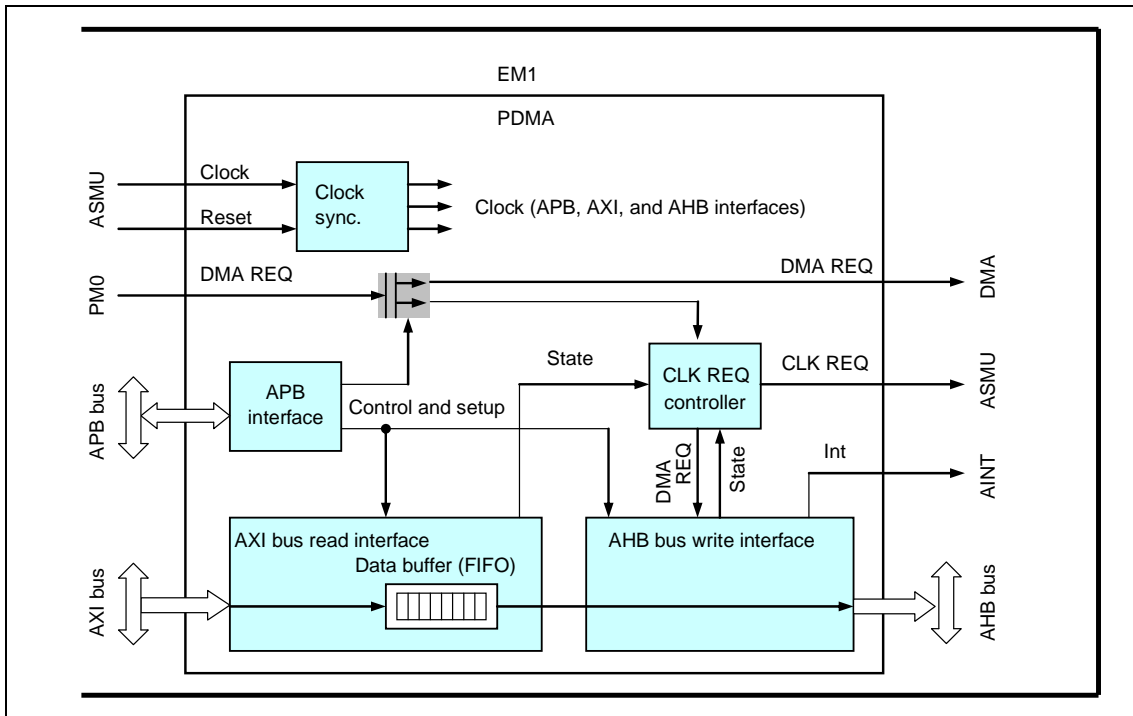 EM1
PDMA
ASMU
Clock
Reset
Clock
sync.
Clock (APB, AXI, and AHB interfaces)
PM0
DMA REQ
DMA REQ
DMA
APB bus
APB
interface
State
Control and setup
CLK REQ
controller
CLK REQ
ASMU
DMA
REQ
State
Int
AINT
AXI bus
AXI bus read interface
Data buffer (FIFO)
AHB bus write interface
AHB bus